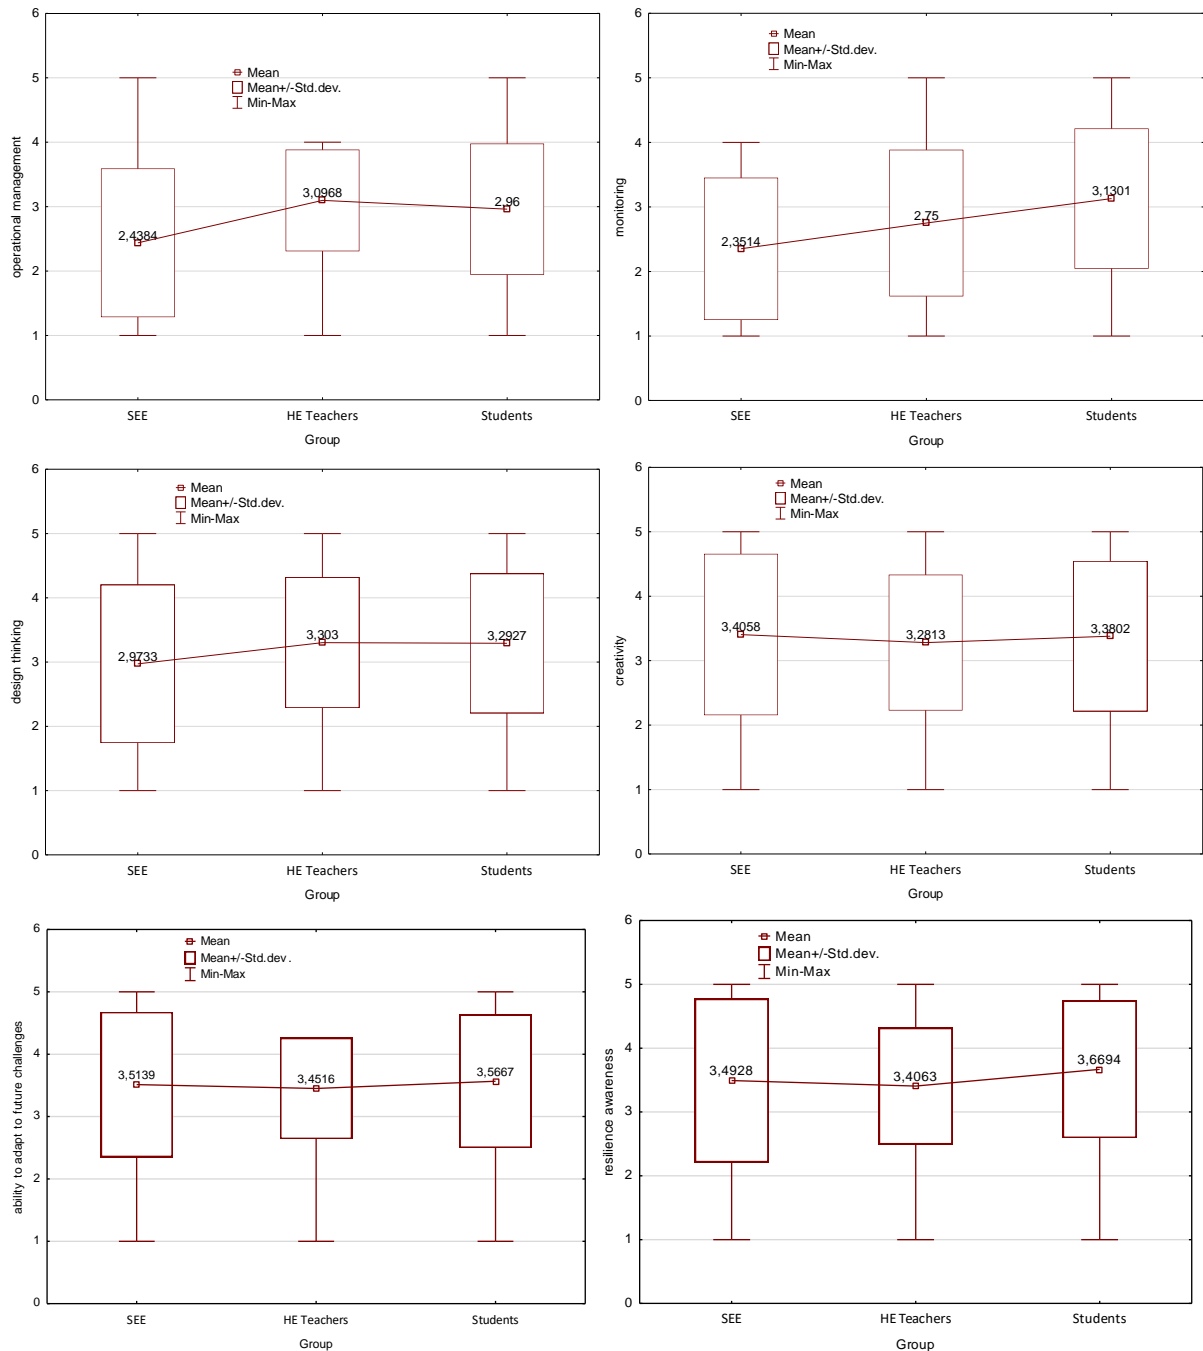 6
5
4
3
2
1
0
operational management
Mean
Mean+/-Std.dev.
Min-Max
2,4384
3,0968
2,96
SEE
HE Teachers
Students
Group
6
5
4
3
2
1
0
monitoring
Mean
Mean+/-Std.dev.
Min-Max
2,3514
2,75
3,1301
SEE
HE Teachers
Students
Group
6
5
4
3
2
1
0
design thinking
Mean
Mean+/-Std.dev.
Min-Max
2,9733
3,303
3,2927
SEE
HE Teachers
Students
Group
6
5
4
3
2
1
0
creativity
Mean
Mean+/-Std.dev.
Min-Max
3,4058
3,2813
3,3802
SEE
HE Teachers
Students
Group
6
5
4
3
2
1
0
ability to adapt to future challenges
Mean
Mean+/-Std.dev.
Min-Max
3,5139
3,4516
3,5667
SEE
HE Teachers
Students
Group
6
5
4
3
2
1
0
resilience awareness
Mean
Mean+/-Std.dev.
Min-Max
3,4928
3,4063
3,6694
SEE
HE Teachers
Students
Group